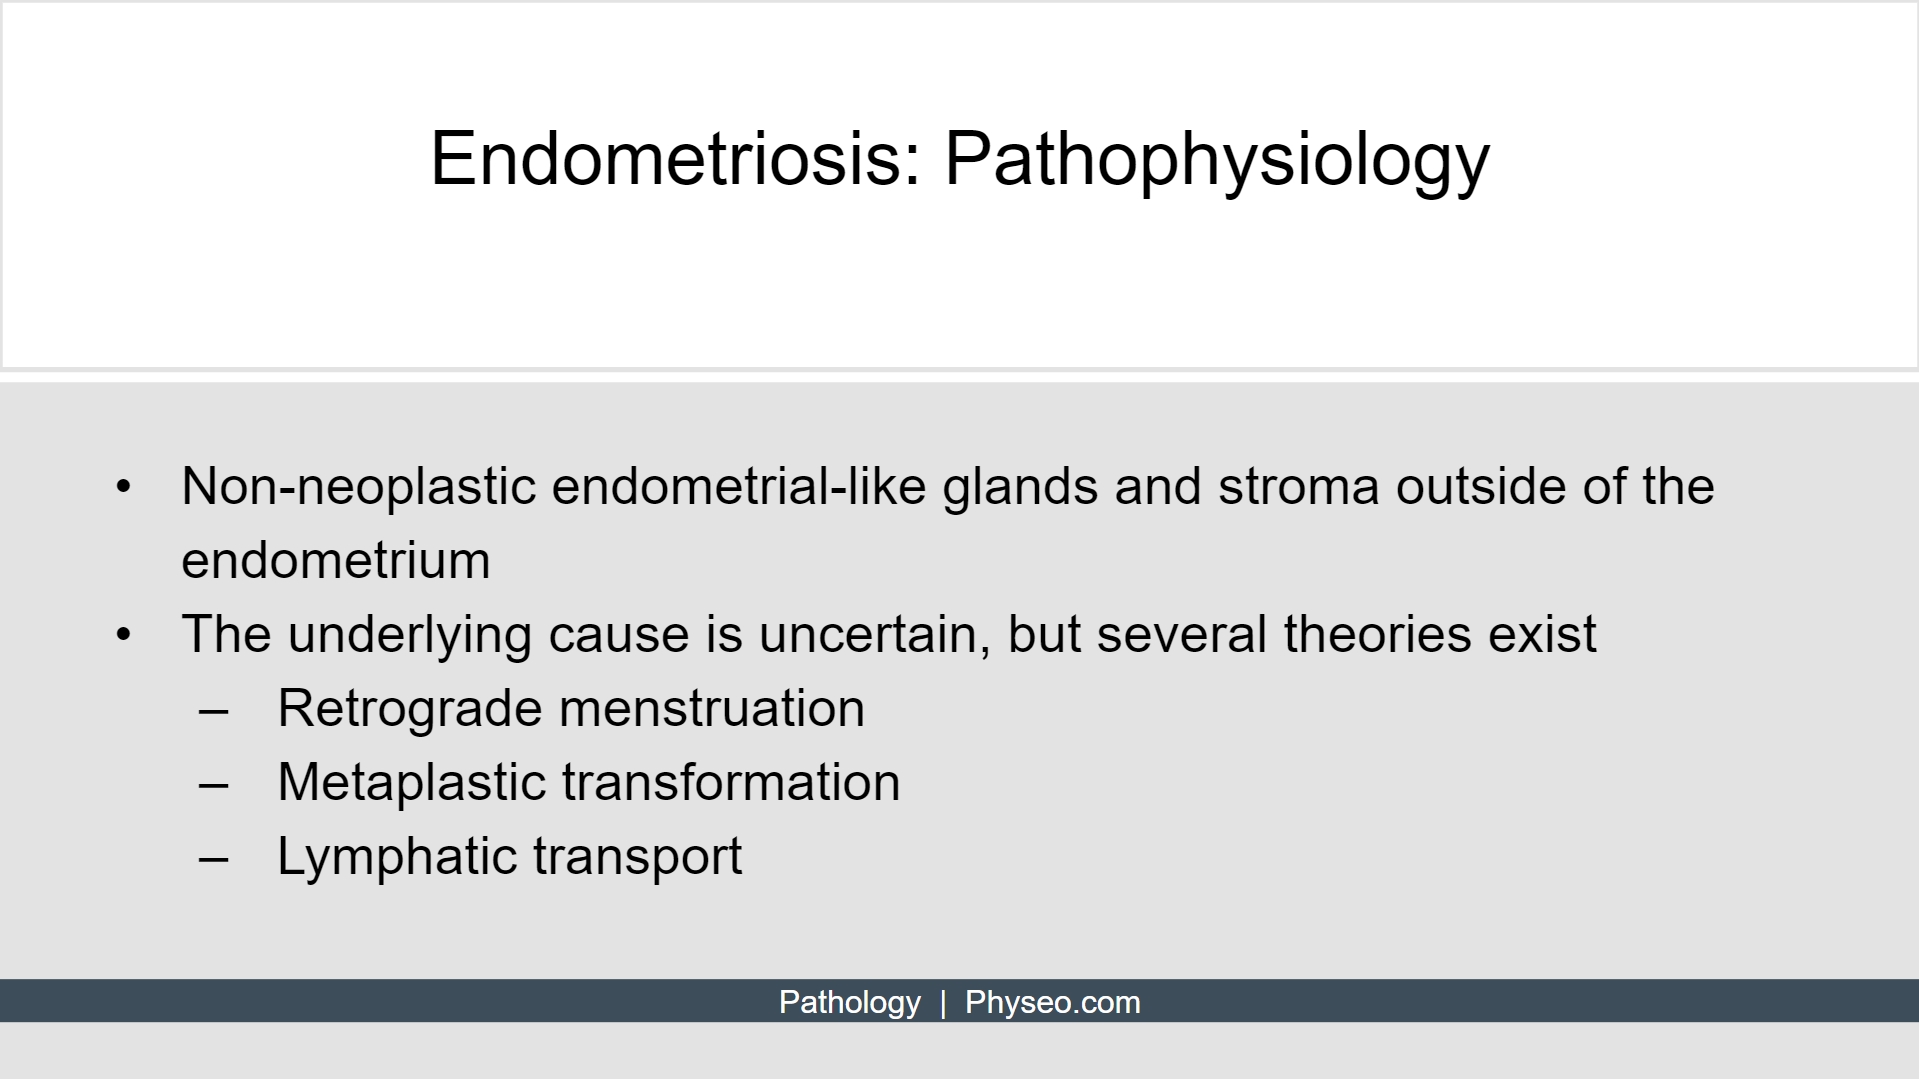 Endometriosis: Pathophysiology
• Non-neoplastic endometrial-like glands and stroma outside of the
endometrium
• The underlying cause is uncertain, but several theories exist
– Retrograde menstruation
– Metaplastic transformation
– Lymphatic transport
Pathology | Physeo.com